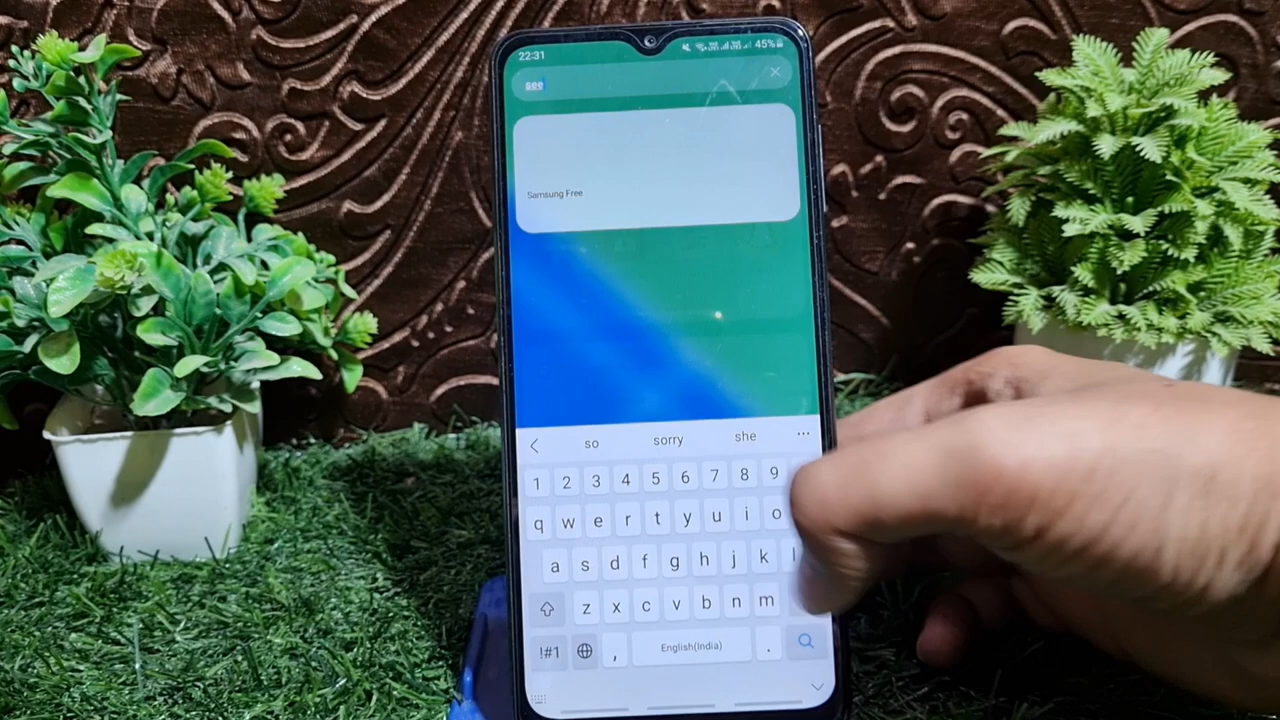 22:31 45%
see
Samsung Free
so sorry she
1 2 3 4 5 6 7 8 9
q w e r t y u i o
a s d f g h j k l
z x c v b n m
!#1 , English(India) .